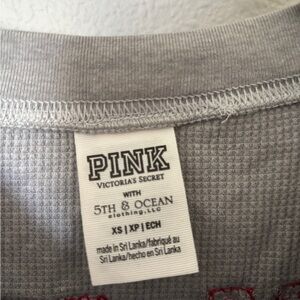 PINK
VICTORIA'S SECRET
WITH
5TH & OCEAN
clothing, LLC
XS | XP | ECH
made in Sri Lanka/fabriqué au
Sri Lanka/hecho en Sri Lanka